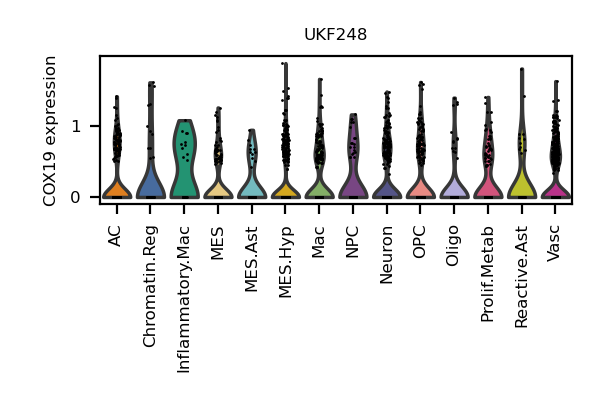 UKF248
COX19 expression
1
0
AC
Chromatin.Reg
Inflammatory.Mac
MES
MES.Ast
MES.Hyp
Mac
NPC
Neuron
OPC
Oligo
Prolif.Metab
Reactive.Ast
Vasc